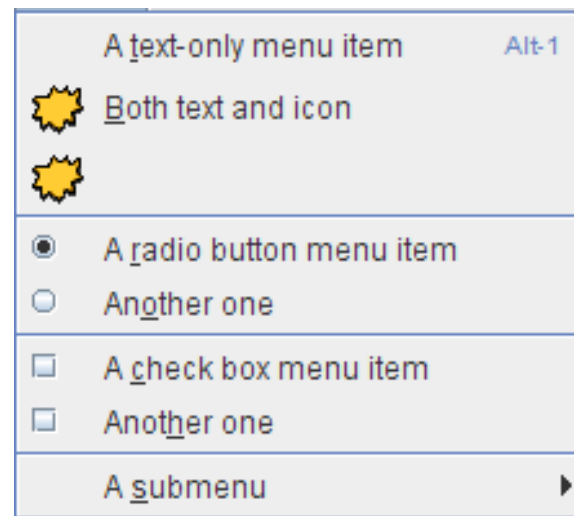 A text-only menu item Alt-1
Both text and icon
A radio button menu item
Another one
A check box menu item
Another one
A submenu